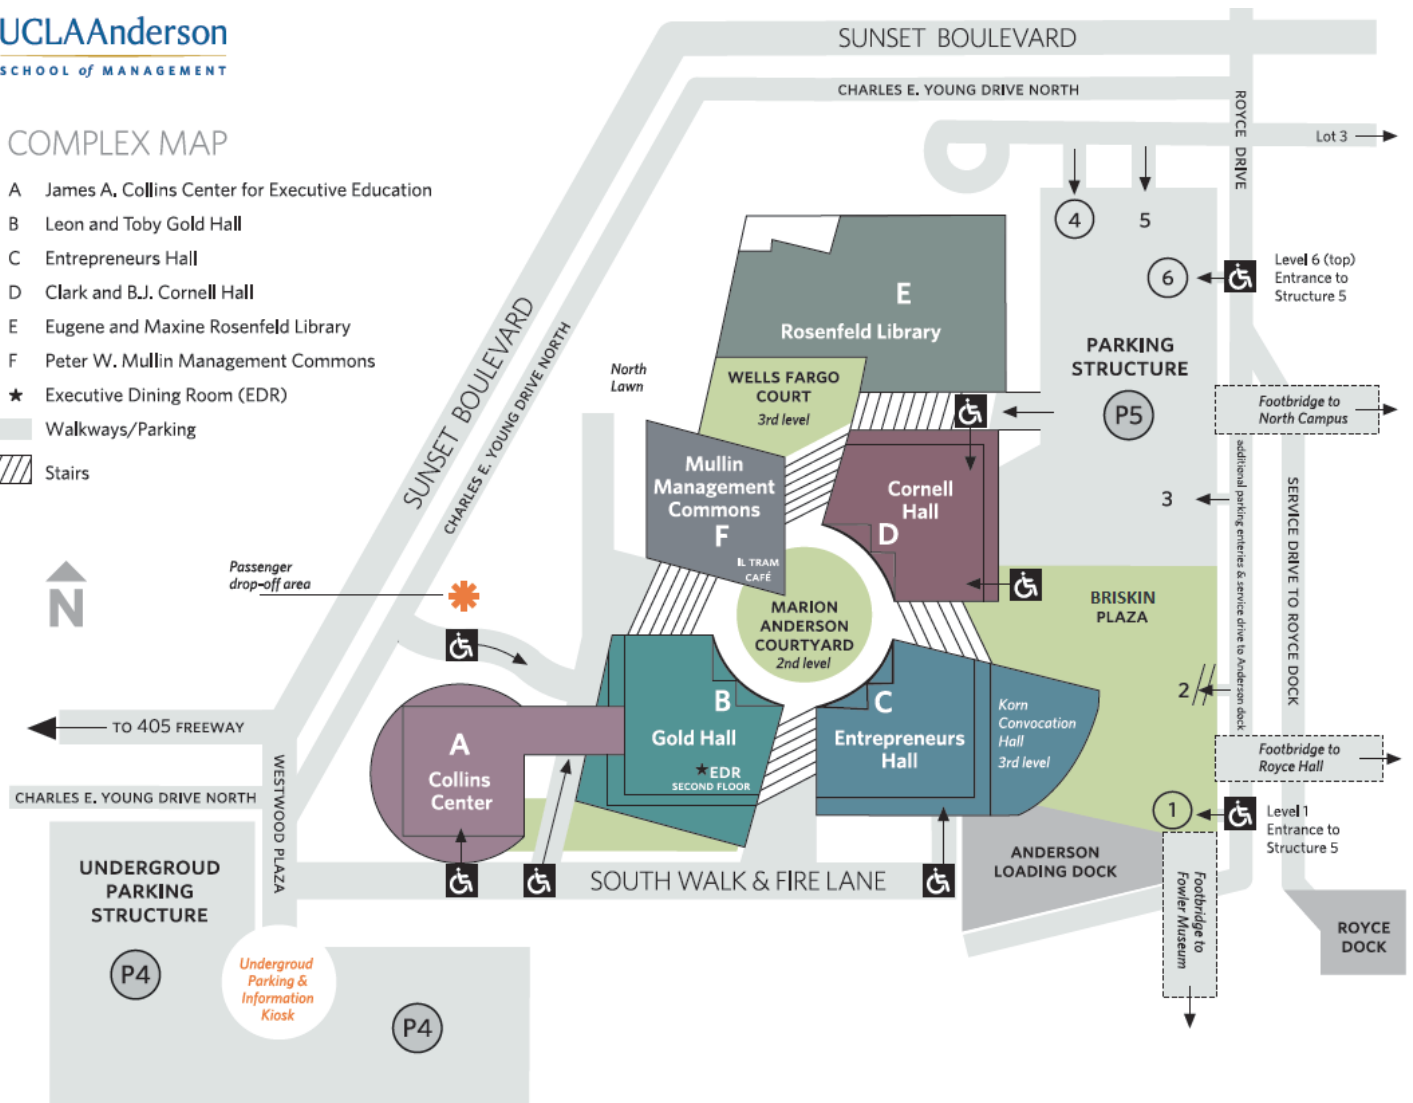 UCLAAnderson
SCHOOL of MANAGEMENT
COMPLEX MAP
A James A. Collins Center for Executive Education
B Leon and Toby Gold Hall
C Entrepreneurs Hall
D Clark and B.J. Cornell Hall
E Eugene and Maxine Rosenfeld Library
F Peter W. Mullin Management Commons
★ Executive Dining Room (EDR)
Walkways/Parking
Stairs
N
SUNSET BOULEVARD
CHARLES E. YOUNG DRIVE NORTH
ROYCE DRIVE
Lot 3
4
5
6
Level 6 (top)
Entrance to
Structure 5
E
Rosenfeld Library
PARKING
STRUCTURE
P5
SUNSET BOULEVARD
CHARLES E. YOUNG DRIVE NORTH
North
Lawn
WELLS FARGO
COURT
3rd level
Footbridge to
North Campus
Mullin
Management
Commons
F
IL TRAM
CAFÉ
Cornell
Hall
D
3
additional parking enteries & service drive to Anderson dock
SERVICE DRIVE TO ROYCE DOCK
Passenger
drop-off area
MARION
ANDERSON
COURTYARD
2nd level
BRISKIN
PLAZA
2
TO 405 FREEWAY
A
Collins
Center
B
Gold Hall
★EDR
SECOND FLOOR
C
Entrepreneurs
Hall
Korn
Convocation
Hall
3rd level
Footbridge to
Royce Hall
CHARLES E. YOUNG DRIVE NORTH
WESTWOOD PLAZA
1
Level 1
Entrance to
Structure 5
UNDERGROUD
PARKING
STRUCTURE
P4
SOUTH WALK & FIRE LANE
ANDERSON
LOADING DOCK
Footbridge to
Fowler Museum
ROYCE
DOCK
Undergroud
Parking &
Information
Kiosk
P4